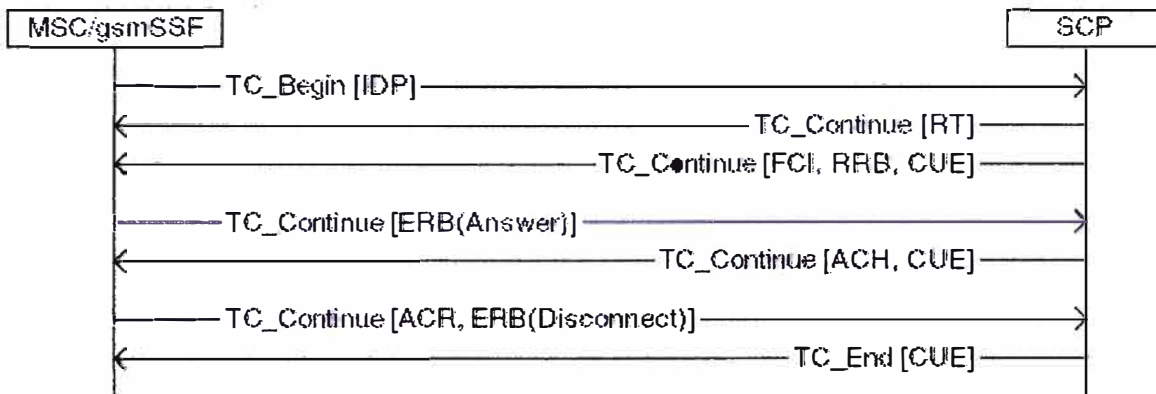 MSC/gsmSSF SCP
TC_Begin [IDP]
TC_Continue [RT]
TC_Continue [FCI, RRB, CUE]
TC_Continue [ERB(Answer)]
TC_Continue [ACH, CUE]
TC_Continue [ACR, ERB(Disconnect)]
TC_End [CUE]